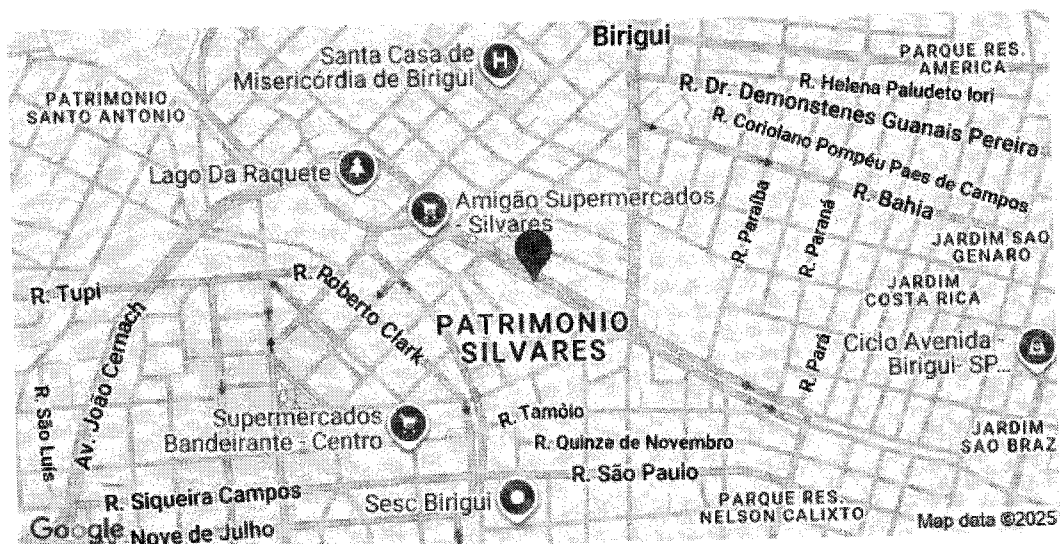 Birigui
Santa Casa de
Misericórdia de Birigui
PARQUE RES.
AMERICA
R. Helena Paludeto Iori
R. Dr. Demonstenes Guanais Pereira
R. Coriolano Pompéu Paes de Campos
PATRIMONIO
SANTO ANTONIO
Lago Da Raquete
Amigão Supermercados
- Silvares
R. Bahia
R. Paraíba
R. Paraná
JARDIM SAO
GENARO
JARDIM
COSTA RICA
R. Tupi
R. Roberto Clark
PATRIMONIO
SILVARES
Av. João Cernach
R. Pará
Ciclo Avenida -
Birigui- SP...
R. São Luis
Supermercados
Bandeirante - Centro
R. Tamôio
R. Quinze de Novembro
JARDIM
SAO BRAZ
R. São Paulo
R. Siqueira Campos
Sesc Birigui
PARQUE RES.
NELSON CALIXTO
Google
Nove de Julho
Map data ©2025